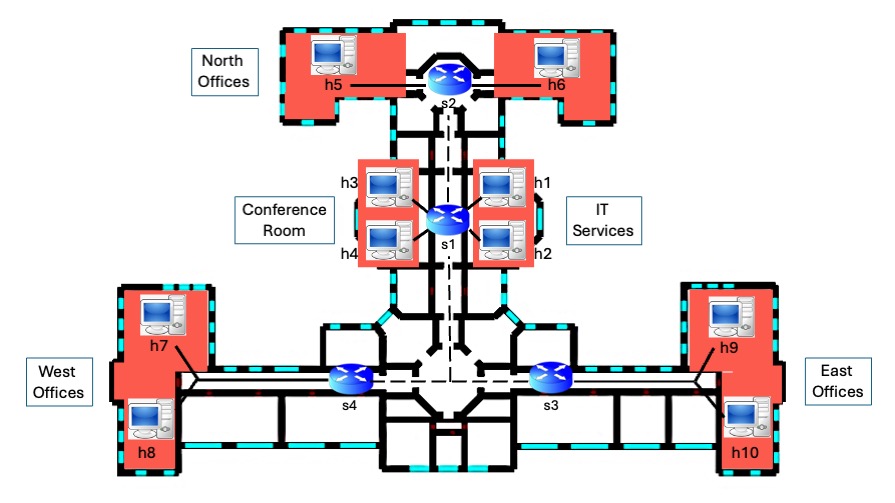 North
Offices
h5
h6
s2
h3
h1
Conference
Room
IT
Services
s1
h4
h2
h7
h9
West
Offices
East
Offices
s4
s3
h8
h10